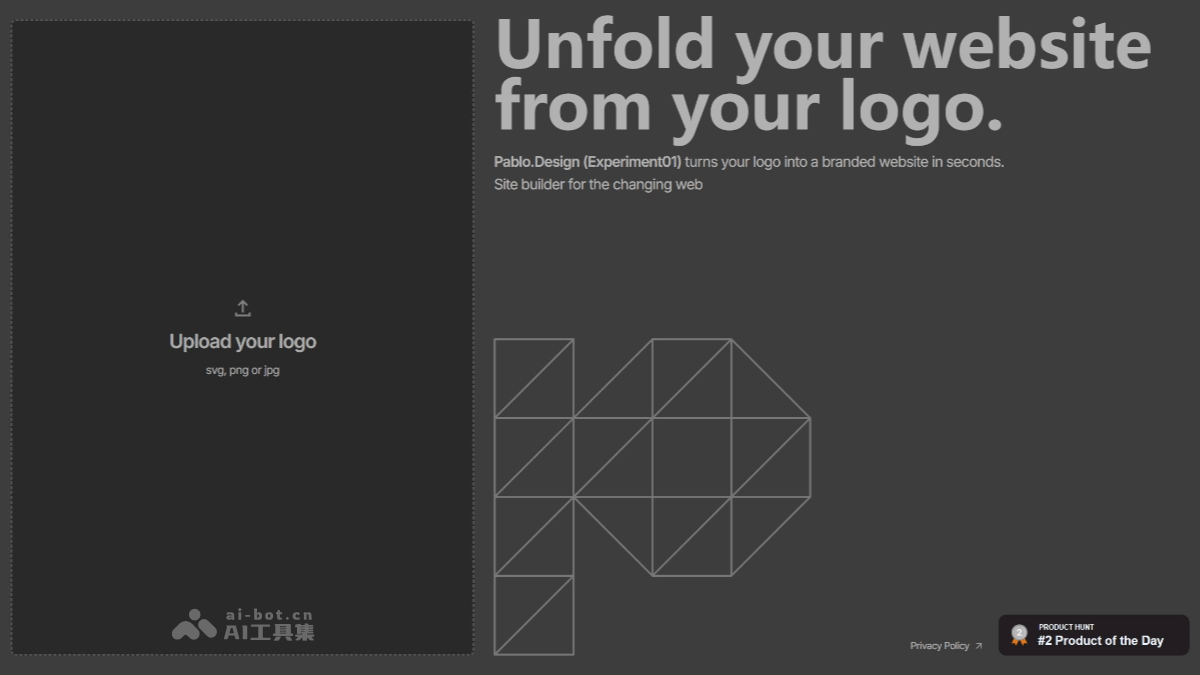 Unfold your website
from your logo.
Pablo.Design (Experiment01) turns your logo into a branded website in seconds.
Site builder for the changing web
Upload your logo
svg, png or jpg
ai-bot.cn
AI工具集
Privacy Policy
2
PRODUCT HUNT
#2 Product of the Day